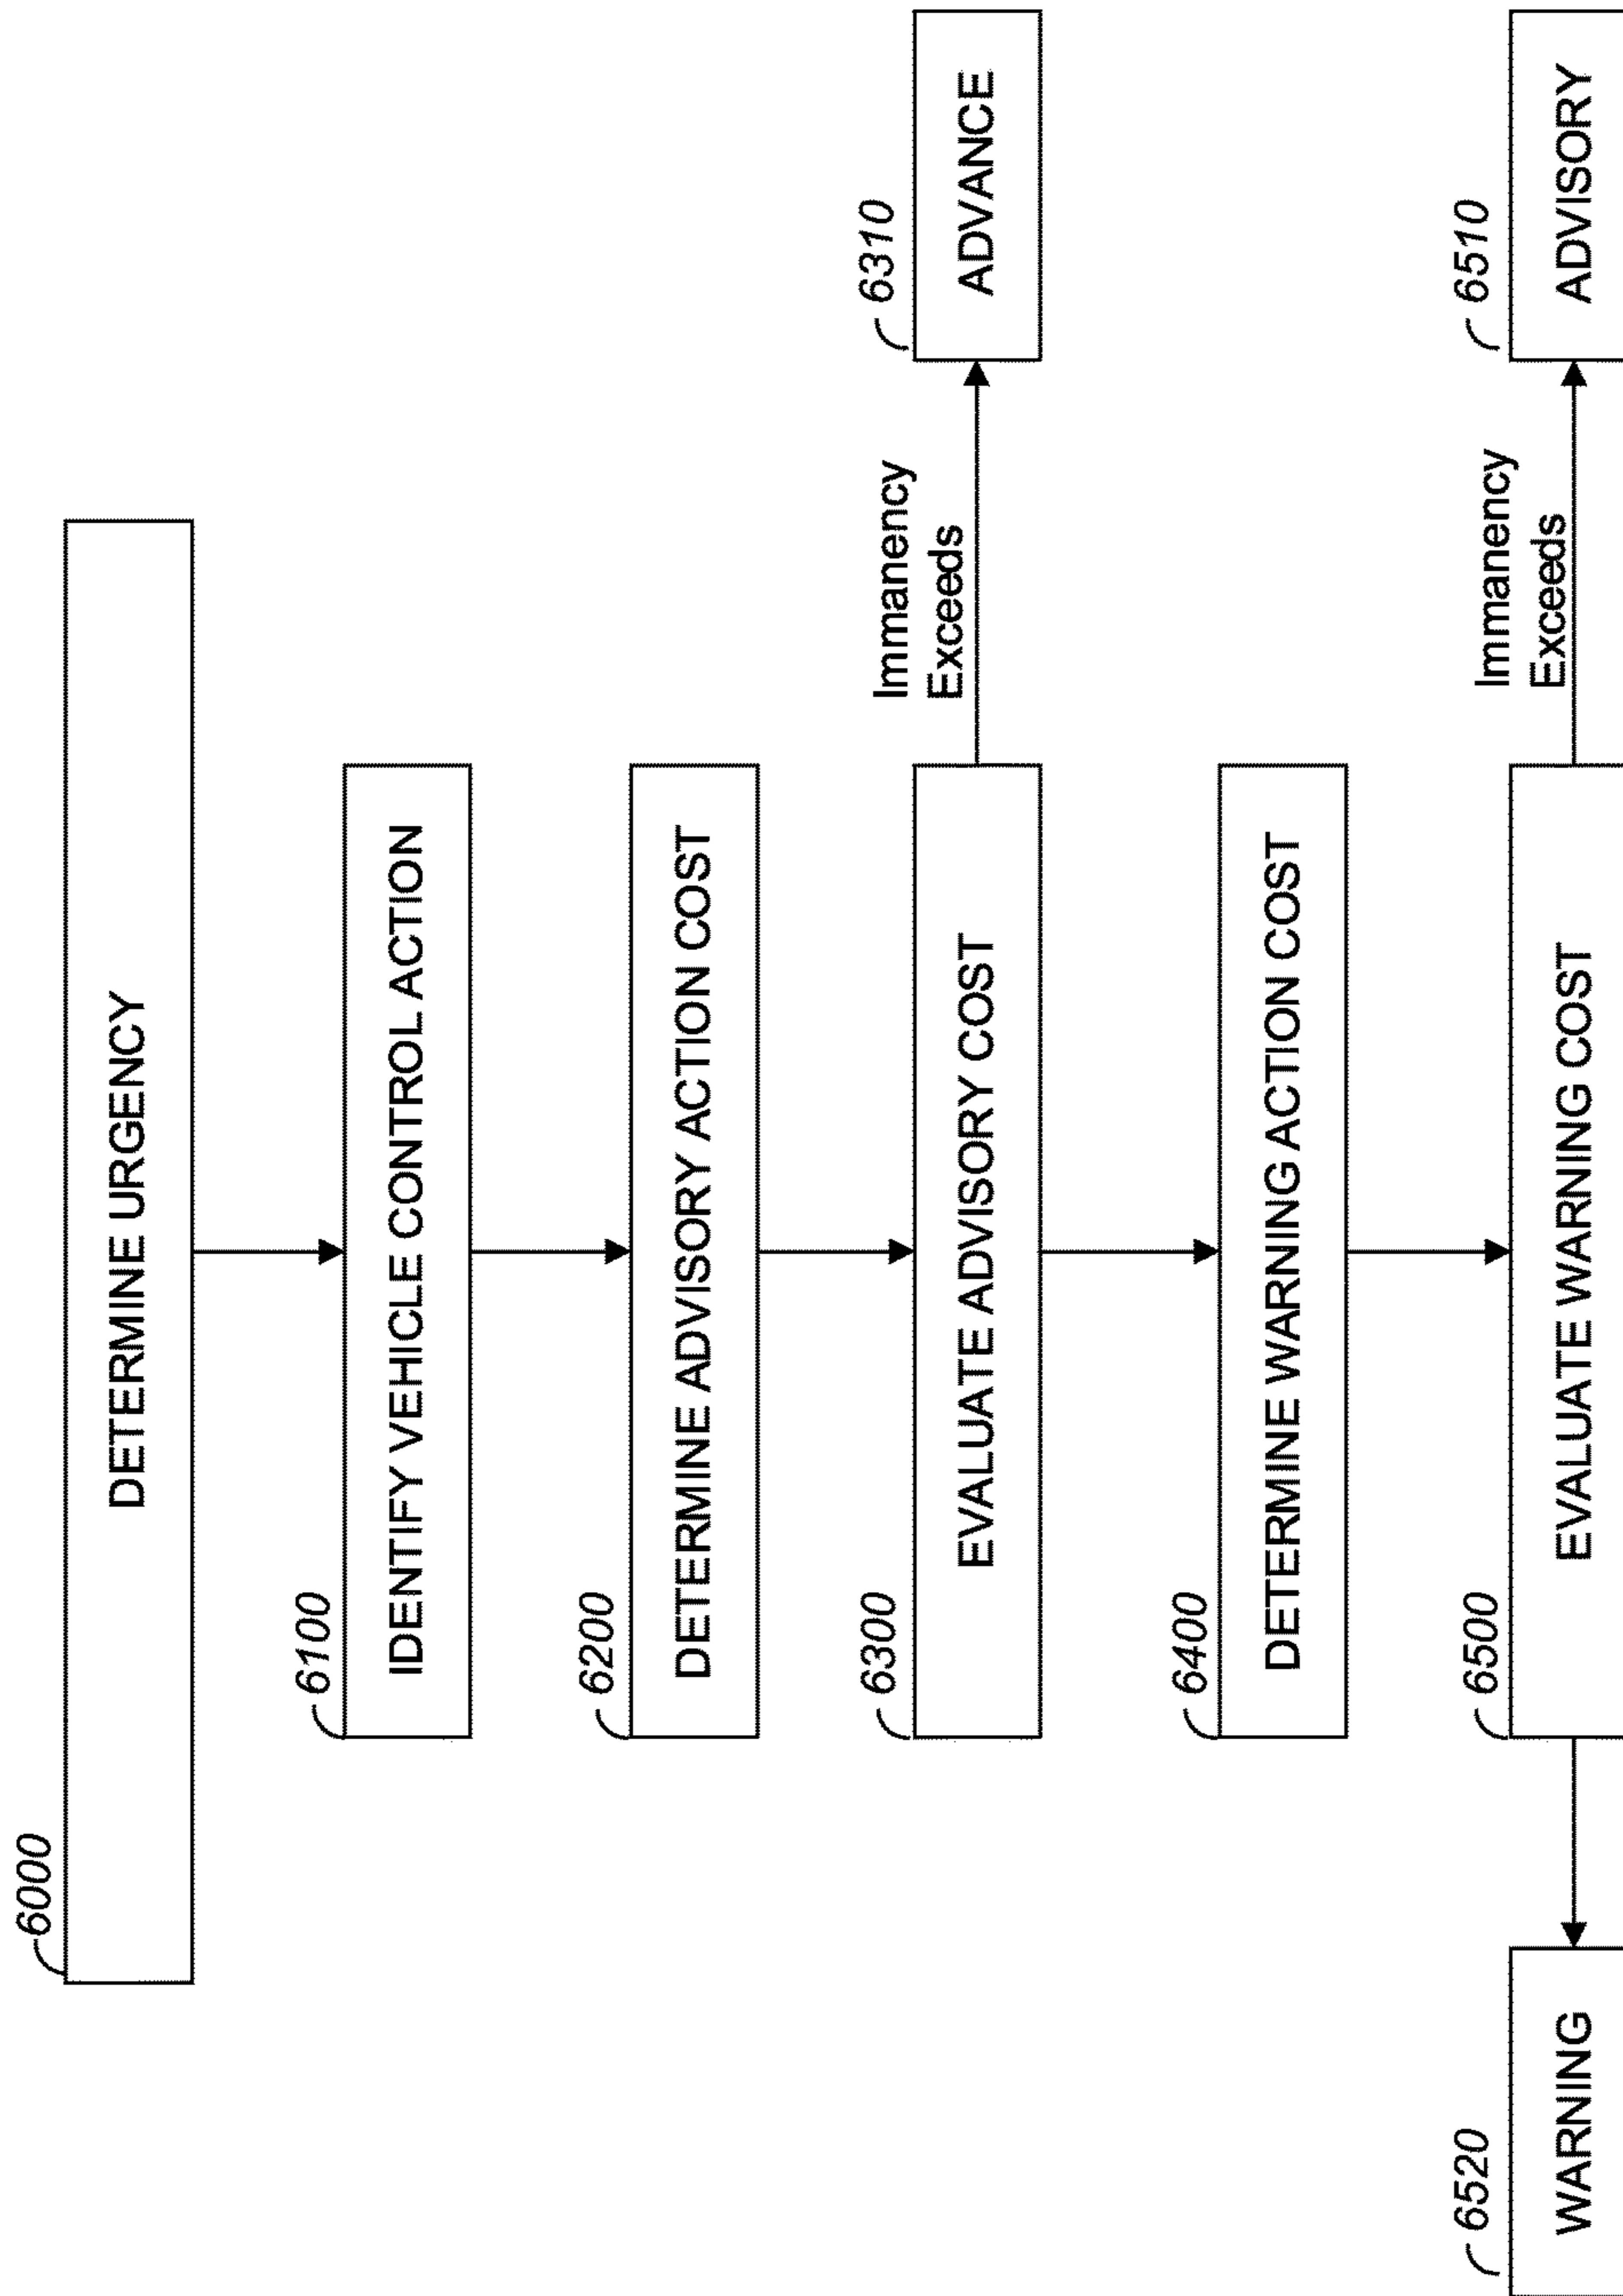 6000
DETERMINE URGENCY
6100
IDENTIFY VEHICLE CONTROL ACTION
6200
DETERMINE ADVISORY ACTION COST
6300
EVALUATE ADVISORY COST
Immanency
Exceeds
6310
ADVANCE
6400
DETERMINE WARNING ACTION COST
6520
WARNING
6500
EVALUATE WARNING COST
Immanency
Exceeds
6510
ADVISORY